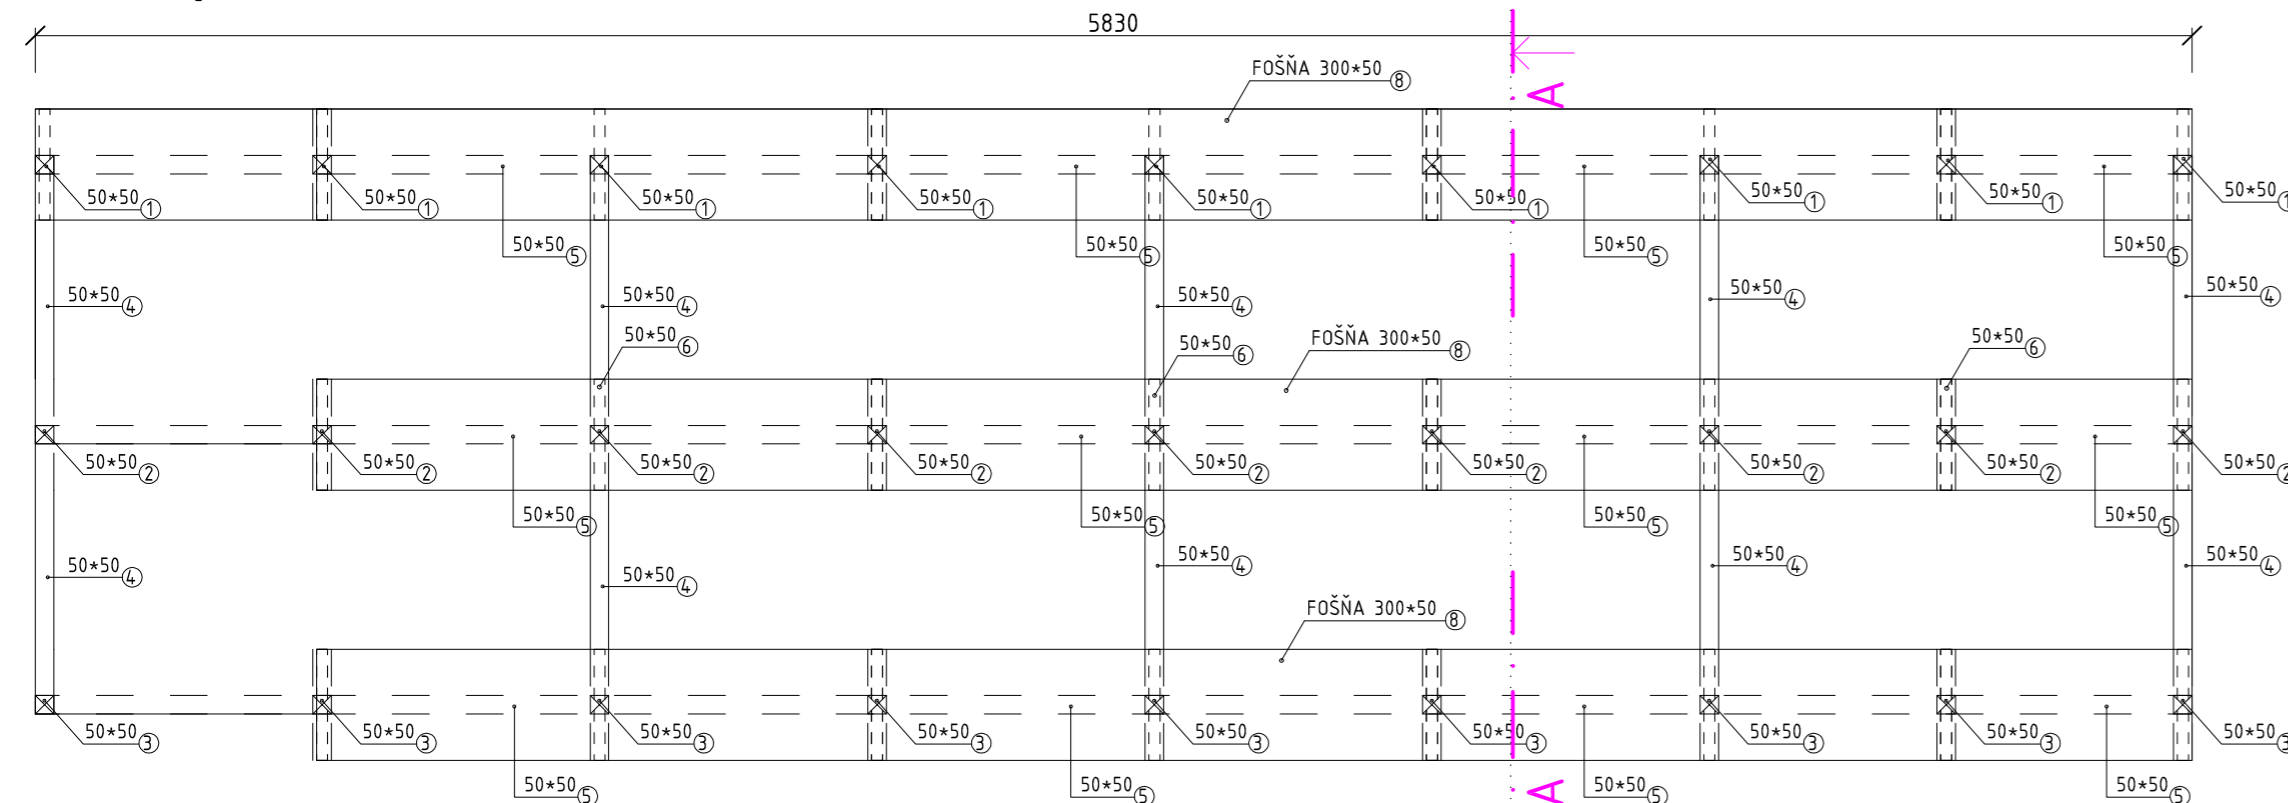 5830
FOŠŇA 300*50 8
A
50*50 1 50*50 1 50*50 1 50*50 1 50*50 1 50*50 1 50*50 1 50*50 1 50*50 1
50*50 5 50*50 5 50*50 5 50*50 5
50*50 4 50*50 4 50*50 4 50*50 4 50*50 4
50*50 6 50*50 6 FOŠŇA 300*50 8 50*50 6
50*50 2 50*50 2 50*50 2 50*50 2 50*50 2 50*50 2 50*50 2 50*50 2 50*50 2
50*50 5 50*50 5 50*50 5 50*50 5
50*50 4 50*50 4 50*50 4 50*50 4 50*50 4
FOŠŇA 300*50 8
50*50 3 50*50 3 50*50 3 50*50 3 50*50 3 50*50 3 50*50 3 50*50 3 50*50 3
50*50 5 50*50 5 50*50 5 50*50 5
A